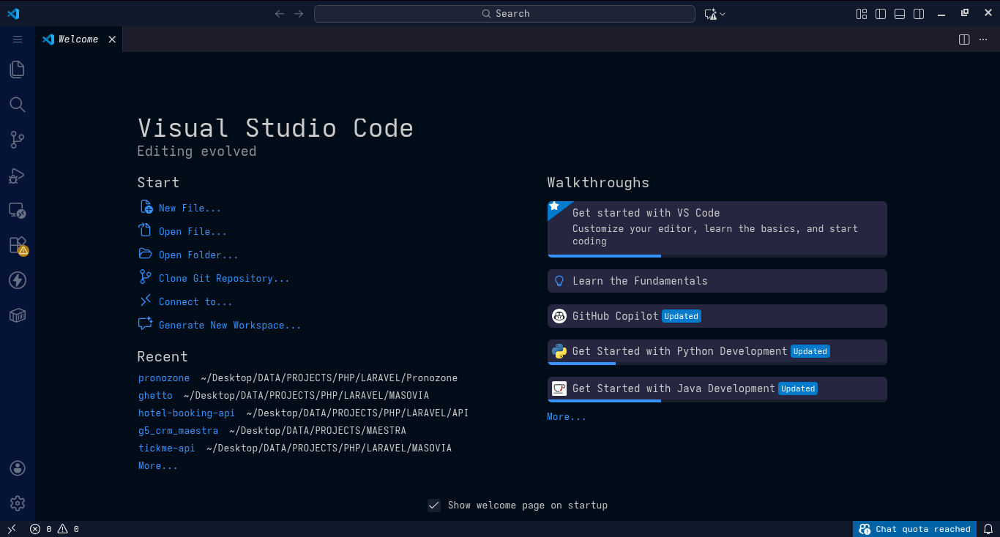 Search
Welcome
Visual Studio Code
Editing evolved
Start
New File...
Open File...
Open Folder...
Clone Git Repository...
Connect to...
Generate New Workspace...
Recent
pronozone ~/Desktop/DATA/PROJECTS/PHP/LARAVEL/Pronozone
ghetto ~/Desktop/DATA/PROJECTS/PHP/LARAVEL/MASOVIA
hotel-booking-api ~/Desktop/DATA/PROJECTS/PHP/LARAVEL/API
g5_crm_maestra ~/Desktop/DATA/PROJECTS/MAESTRA
tickme-api ~/Desktop/DATA/PROJECTS/PHP/LARAVEL/MASOVIA
More...
Walkthroughs
Get started with VS Code
Customize your editor, learn the basics, and start
coding
Learn the Fundamentals
GitHub Copilot Updated
Get Started with Python Development Updated
Get Started with Java Development Updated
More...
Show welcome page on startup
0 0
Chat quota reached